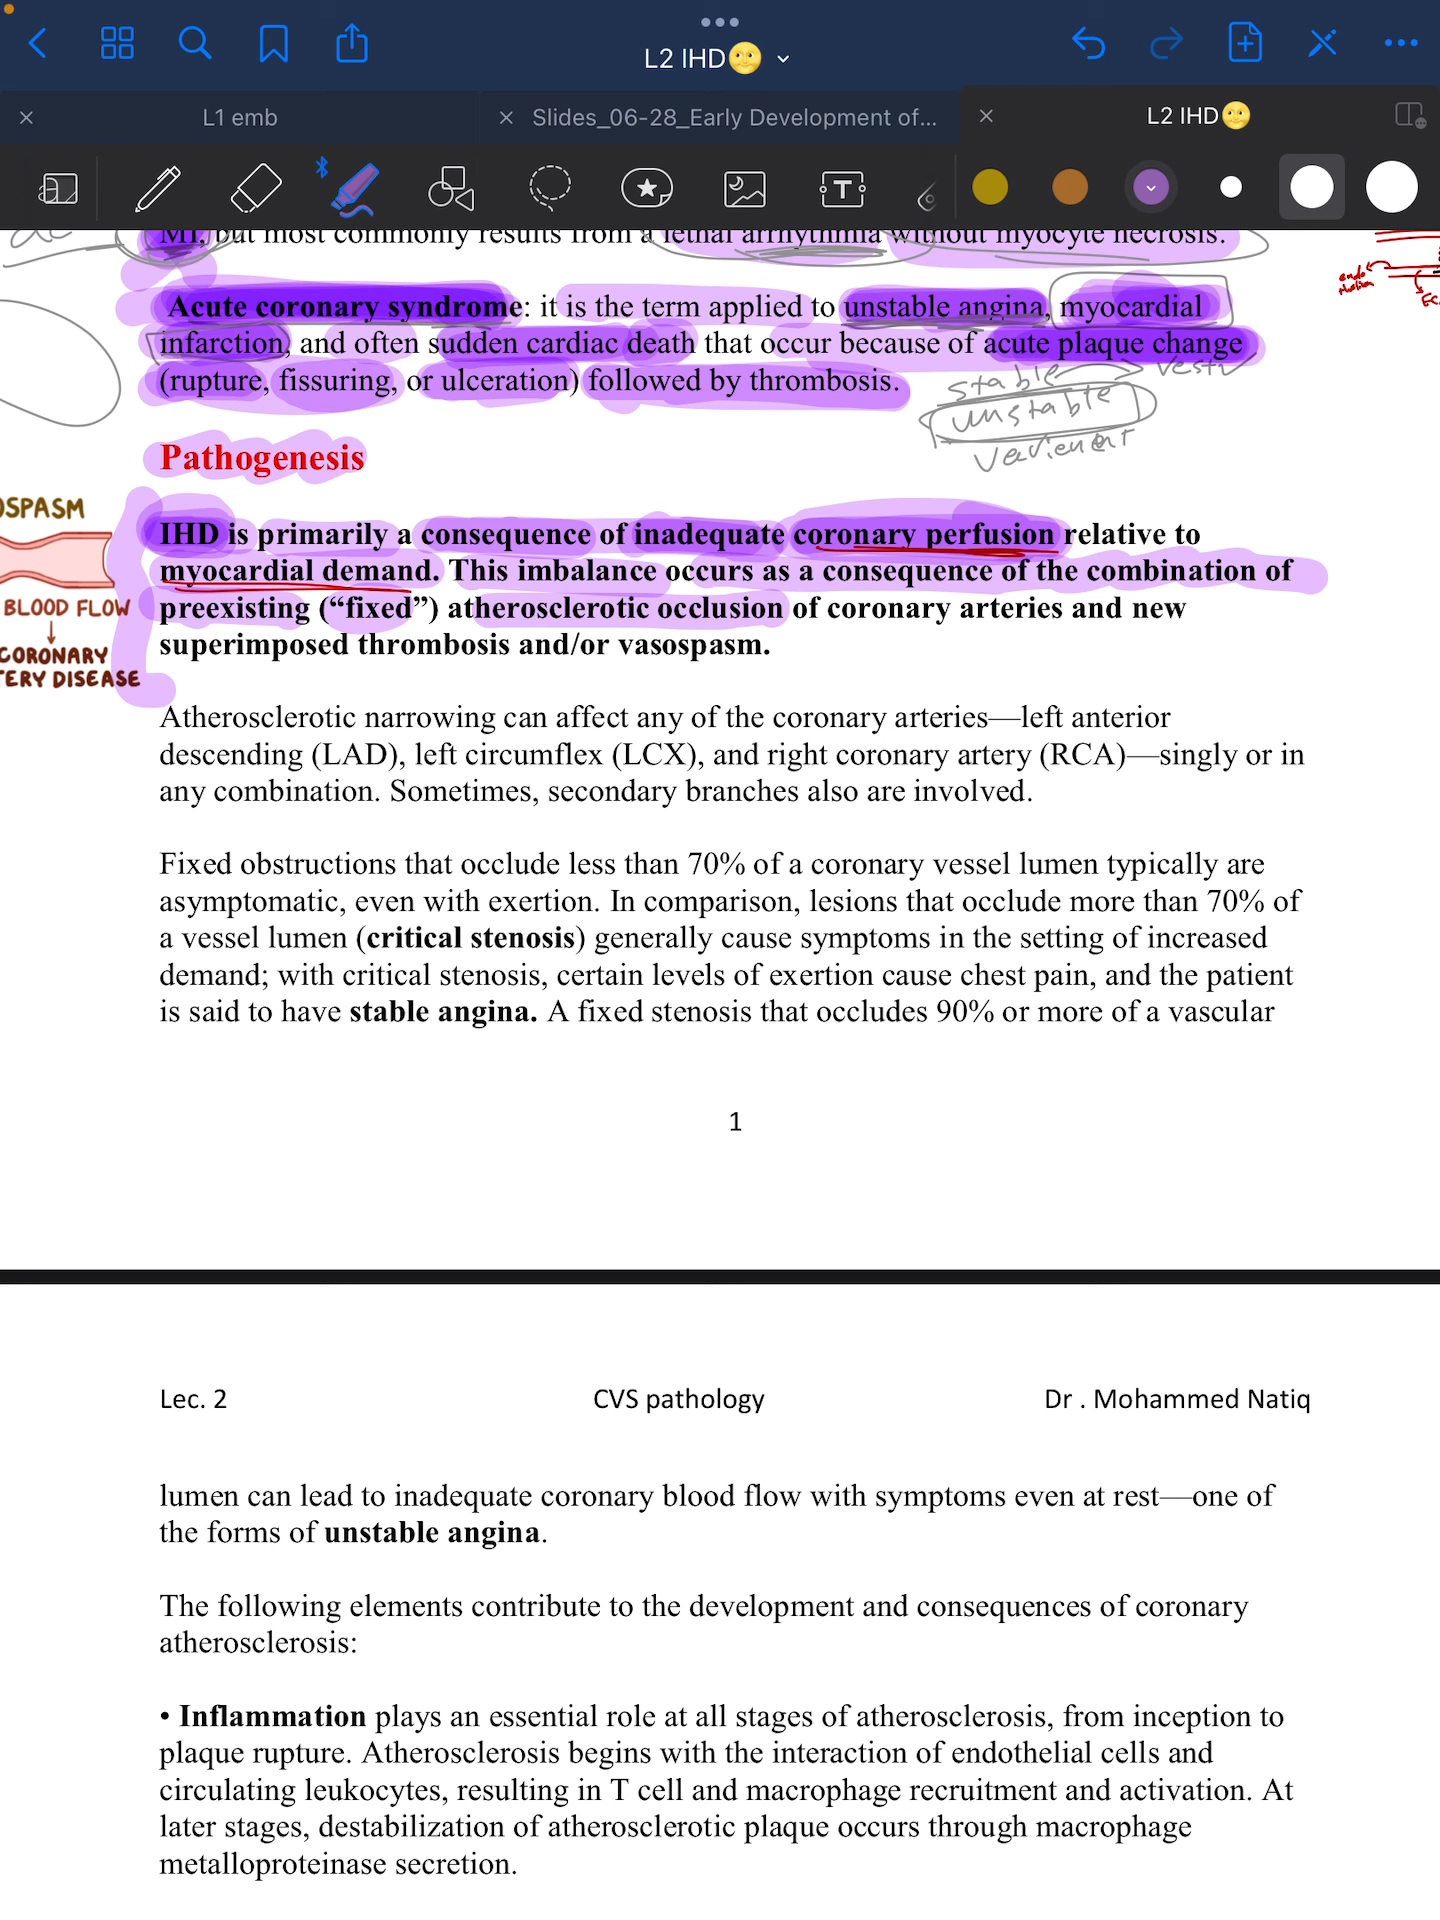 L2 IHD🌝
L1 emb
Slides_06-28_Early Development of...
L2 IHD🌝
T
MI, but most commonly results from a lethal arrhythmia without myocyte necrosis.
endo
Acute coronary syndrome: it is the term applied to unstable angina, myocardial
infarction, and often sudden cardiac death that occur because of acute plaque change
(rupture, fissuring, or ulceration) followed by thrombosis.
stable
unstable
Pathogenesis
OSPASM
BLOOD FLOW
↓
CORONARY
TERY DISEASE
IHD is primarily a consequence of inadequate coronary perfusion relative to
myocardial demand. This imbalance occurs as a consequence of the combination of
preexisting (“fixed”) atherosclerotic occlusion of coronary arteries and new
superimposed thrombosis and/or vasospasm.
Atherosclerotic narrowing can affect any of the coronary arteries—left anterior
descending (LAD), left circumflex (LCX), and right coronary artery (RCA)—singly or in
any combination. Sometimes, secondary branches also are involved.
Fixed obstructions that occlude less than 70% of a coronary vessel lumen typically are
asymptomatic, even with exertion. In comparison, lesions that occlude more than 70% of
a vessel lumen (critical stenosis) generally cause symptoms in the setting of increased
demand; with critical stenosis, certain levels of exertion cause chest pain, and the patient
is said to have stable angina. A fixed stenosis that occludes 90% or more of a vascular
1
Lec. 2 CVS pathology Dr . Mohammed Natiq
lumen can lead to inadequate coronary blood flow with symptoms even at rest—one of
the forms of unstable angina.
The following elements contribute to the development and consequences of coronary
atherosclerosis:
• Inflammation plays an essential role at all stages of atherosclerosis, from inception to
plaque rupture. Atherosclerosis begins with the interaction of endothelial cells and
circulating leukocytes, resulting in T cell and macrophage recruitment and activation. At
later stages, destabilization of atherosclerotic plaque occurs through macrophage
metalloproteinase secretion.